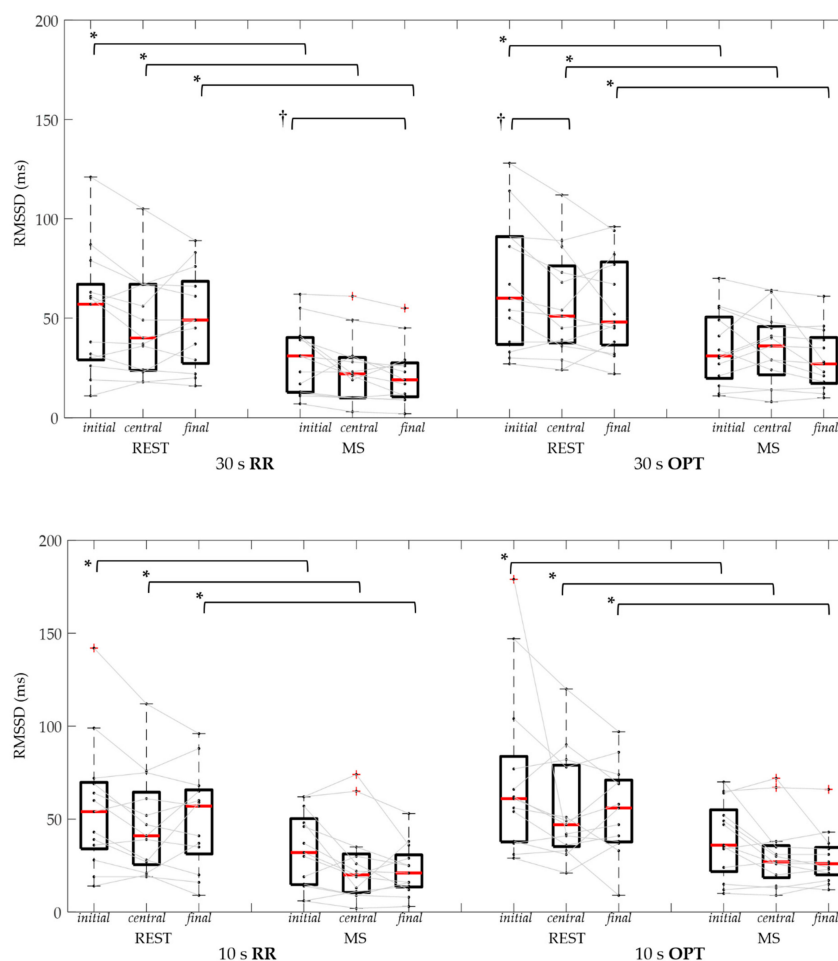 200
* *
* *
* *
† †
150
RMSSD (ms)
100
50
0
initial central final initial central final initial central final initial central final
REST MS REST MS
30 s RR 30 s OPT
200
* *
* *
* *
150
RMSSD (ms)
100
50
0
initial central final initial central final initial central final initial central final
REST MS REST MS
10 s RR 10 s OPT